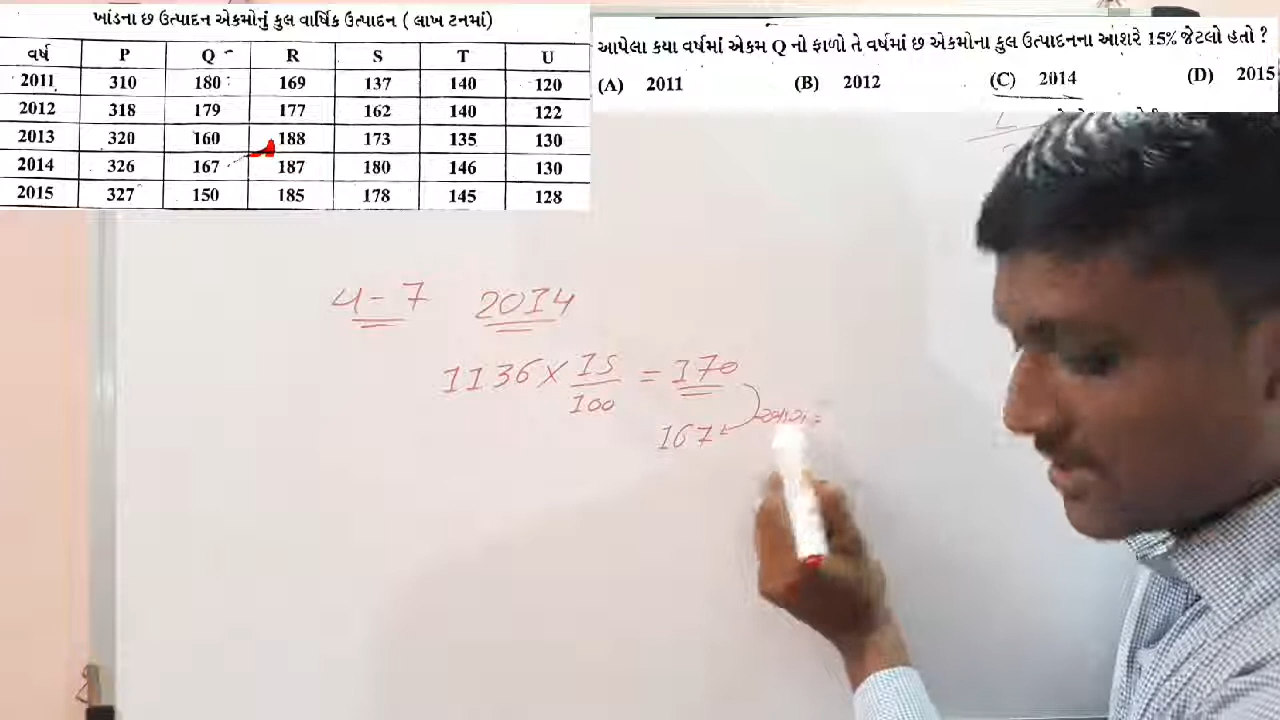 ખાંડના છ ઉત્પાદન એકમોનું કુલ વાર્ષિક ઉત્પાદન ( લાખ ટનમાં)
વર્ષ P Q R S T U
2011 310 180 169 137 140 120
2012 318 179 177 162 140 122
2013 320 160 188 173 135 130
2014 326 167 187 180 146 130
2015 327 150 185 178 145 128
આપેલા કયા વર્ષમાં એકમ Q નો ફાળો તે વર્ષમાં છ એકમોના કુલ ઉત્પાદનના આશરે 15% જેટલો હતો ?
(A) 2011 (B) 2012 (C) 2014 (D) 2015
4-7 2014
1136 × 15/100 = 170
167